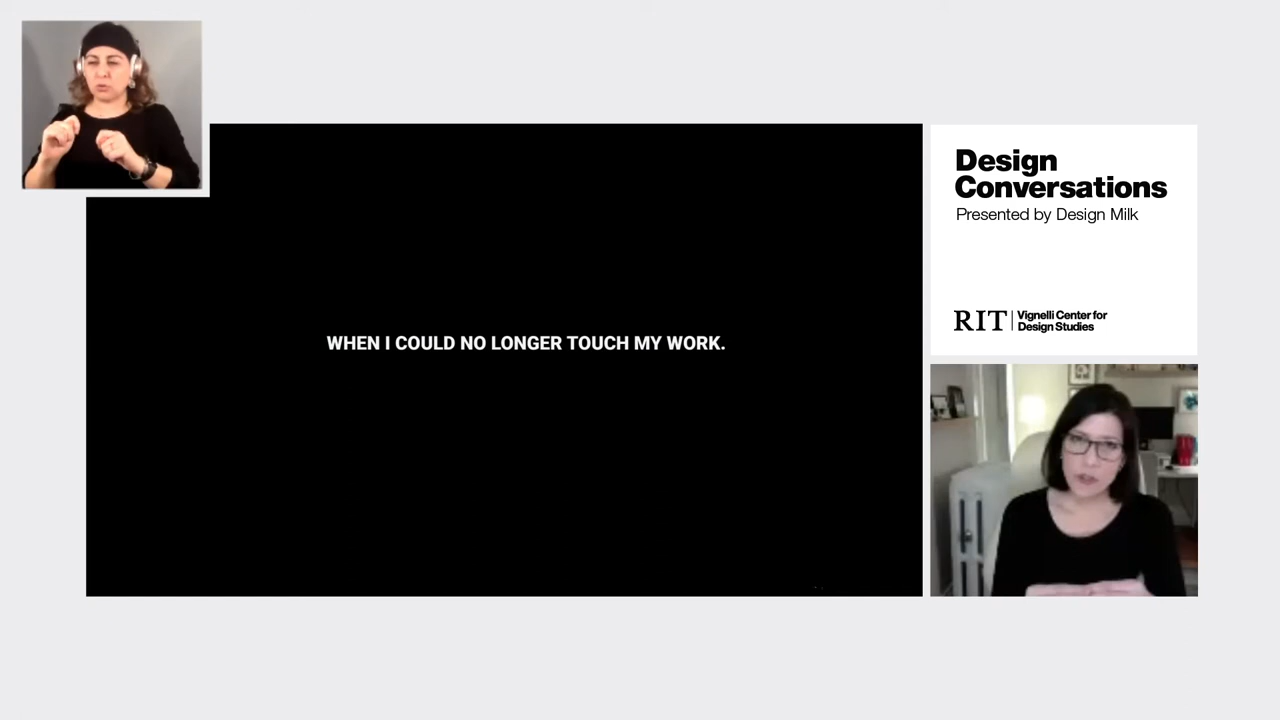 WHEN I COULD NO LONGER TOUCH MY WORK.
Design
Conversations
Presented by Design Milk
RIT
Vignelli Center for
Design Studies